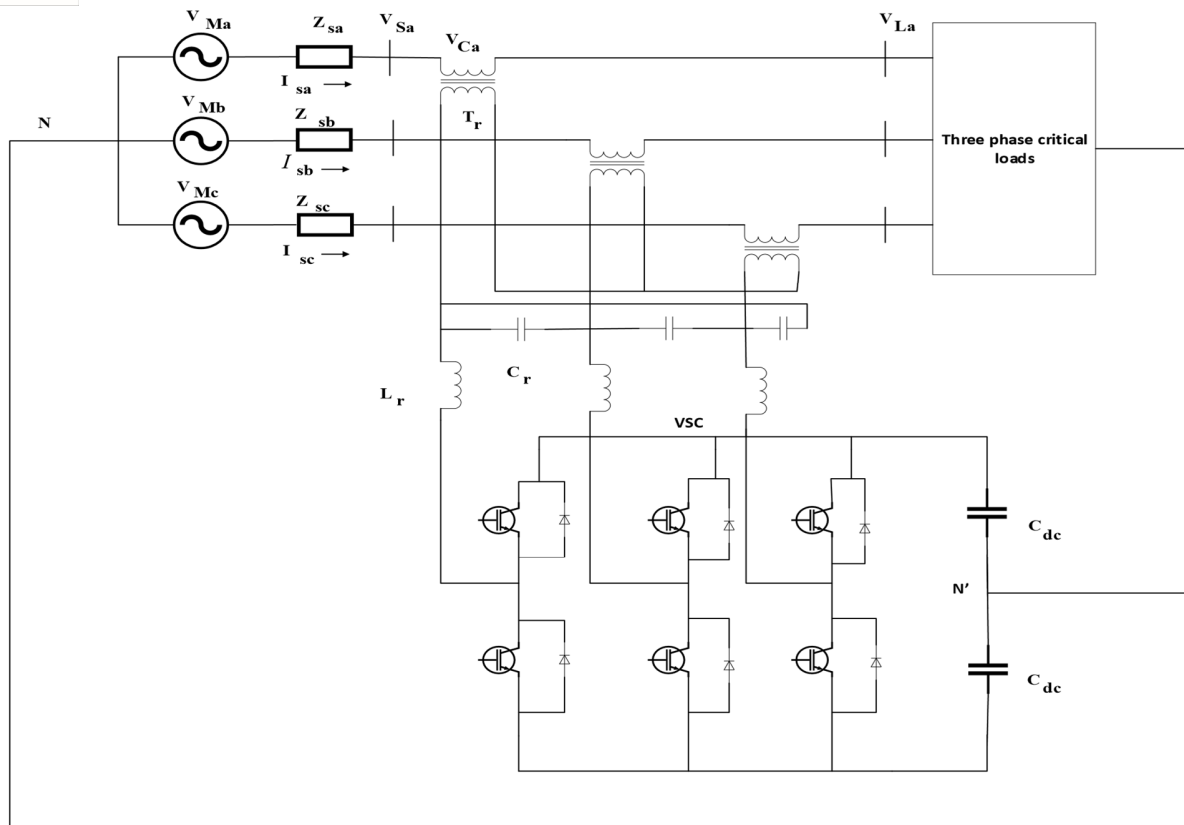 V Ma
Z sa
V Sa
V Ca
V La
I sa
V Mb
Z sb
T r
N
I sb
Three phase critical
loads
V Mc
Z sc
I sc
L r
C r
VSC
C dc
N’
C dc